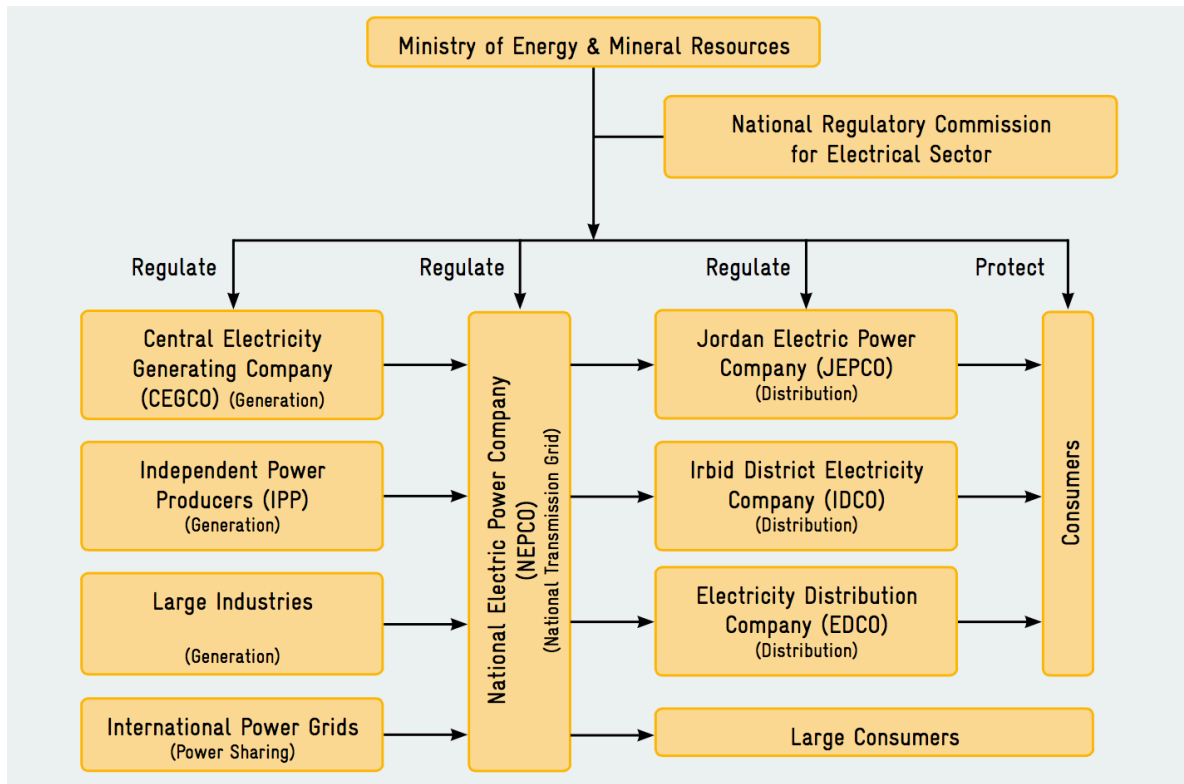 Ministry of Energy & Mineral Resources
National Regulatory Commission
for Electrical Sector
Regulate
Regulate
Regulate
Protect
Central Electricity
Generating Company
(CEGCO) (Generation)
Independent Power
Producers (IPP)
(Generation)
Large Industries
(Generation)
International Power Grids
(Power Sharing)
National Electric Power Company
(NEPCO)
(National Transmission Grid)
Jordan Electric Power
Company (JEPCO)
(Distribution)
Irbid District Electricity
Company (IDCO)
(Distribution)
Electricity Distribution
Company (EDCO)
(Distribution)
Large Consumers
Consumers